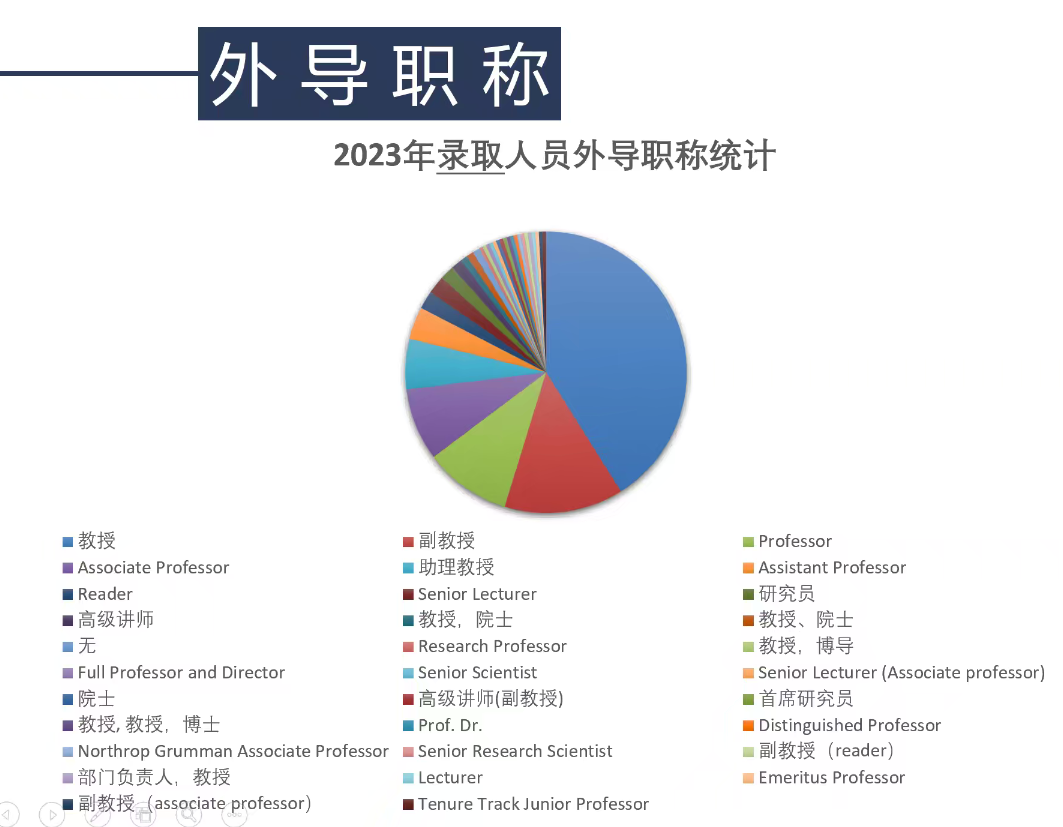 外导职称
2023年录取人员外导职称统计
教授 副教授 Professor
Associate Professor 助理教授 Assistant Professor
Reader Senior Lecturer 研究员
高级讲师 教授，院士 教授、院士
无 Research Professor 教授，博导
Full Professor and Director Senior Scientist Senior Lecturer (Associate professor)
院士 高级讲师(副教授) 首席研究员
教授, 教授，博士 Prof. Dr. Distinguished Professor
Northrop Grumman Associate Professor Senior Research Scientist 副教授（reader）
部门负责人，教授 Lecturer Emeritus Professor
副教授（associate professor） Tenure Track Junior Professor